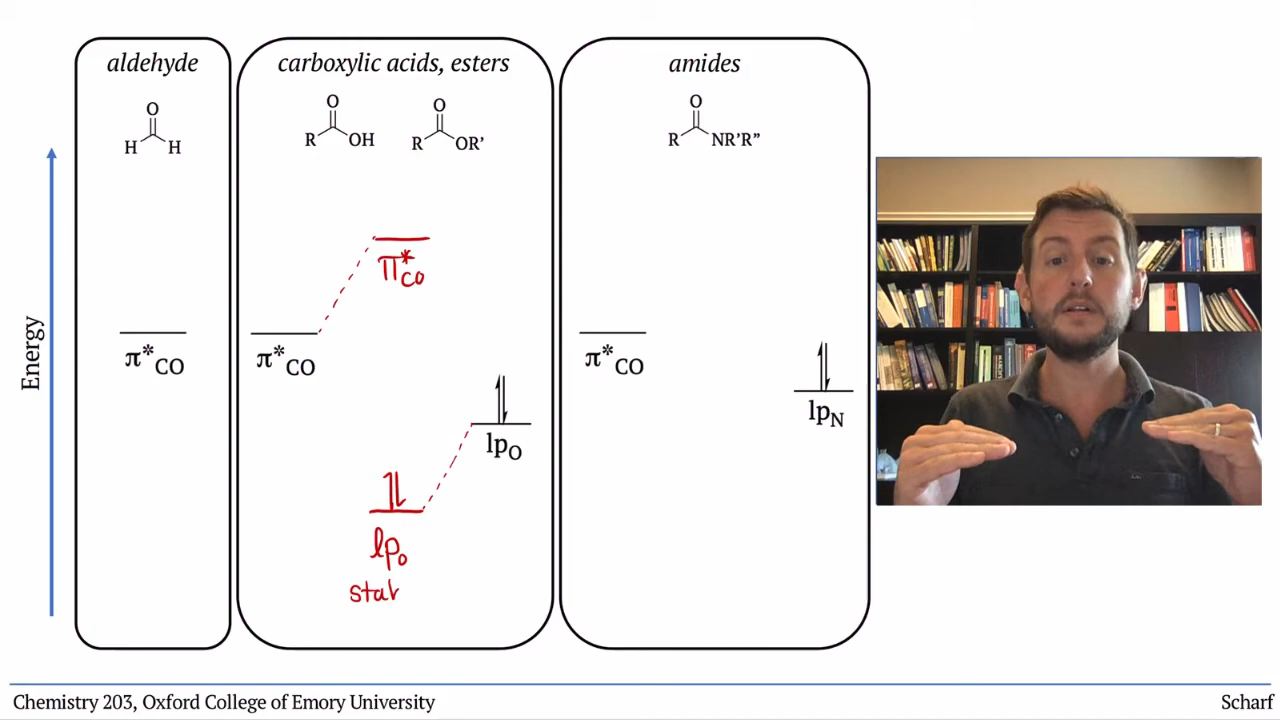 aldehyde
O
H H
Energy
π*CO
carboxylic acids, esters
O
R OH
O
R OR'
π*CO
π*CO
lpO
lpO
stat
amides
O
R NR'R"
π*CO
lpN
Chemistry 203, Oxford College of Emory University
Scharf